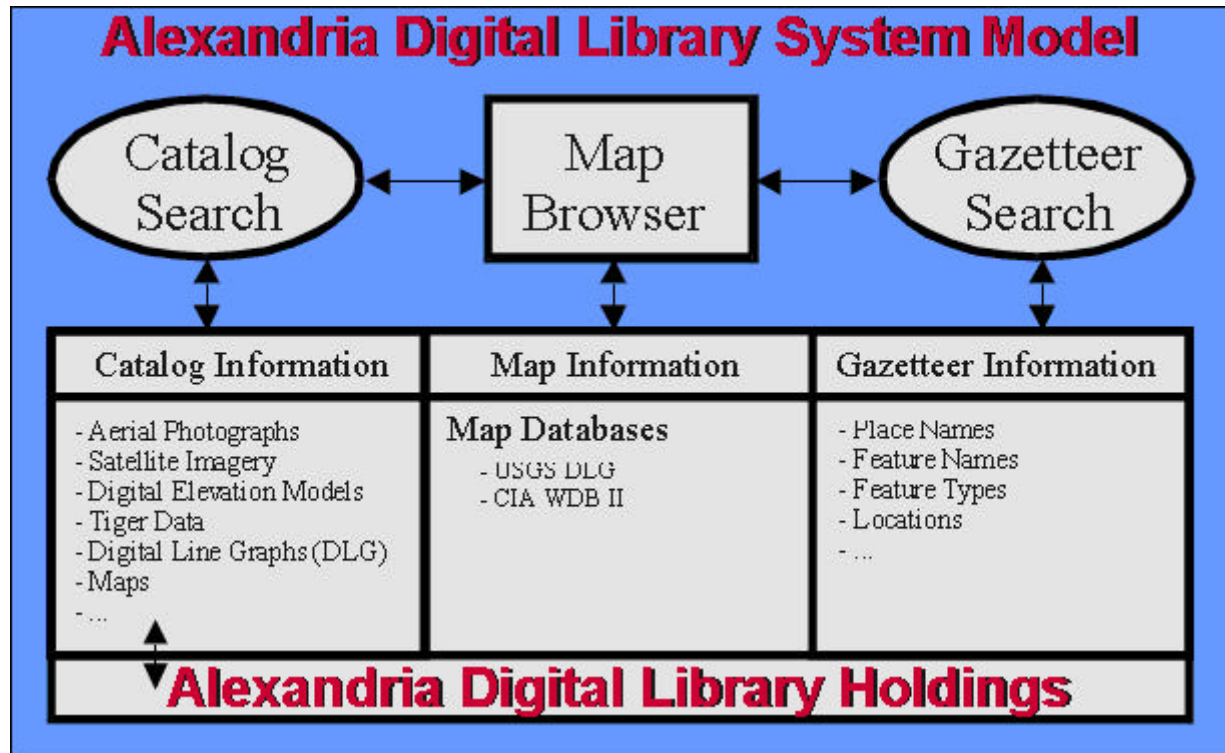 Alexandria Digital Library System Model
Catalog
Search
Map
Browser
Gazetteer
Search
Catalog Information
Map Information
Gazetteer Information
- Aerial Photographs
- Satellite Imagery
- Digital Elevation Models
- Tiger Data
- Digital Line Graphs (DLG)
- Maps
- ...
Map Databases
- USGS DLG
- CIA WDB II
- Place Names
- Feature Names
- Feature Types
- Locations
- ...
Alexandria Digital Library Holdings